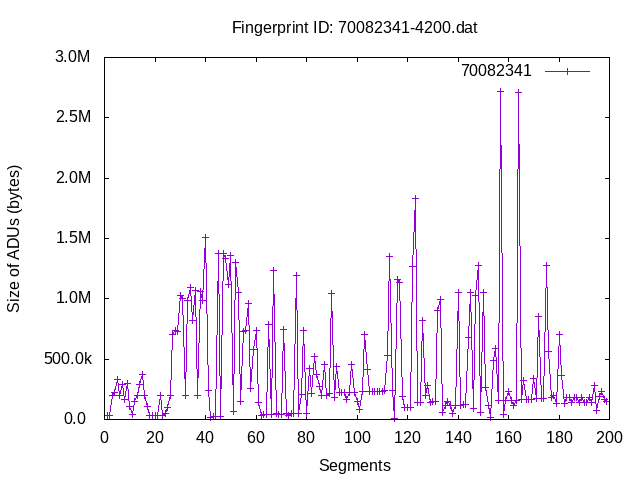 Fingerprint ID: 70082341-4200.dat
3.0M
70082341
2.5M
2.0M
1.5M
1.0M
500.0k
0.0
Size of ADUs (bytes)
0 20 40 60 80 100 120 140 160 180 200
Segments